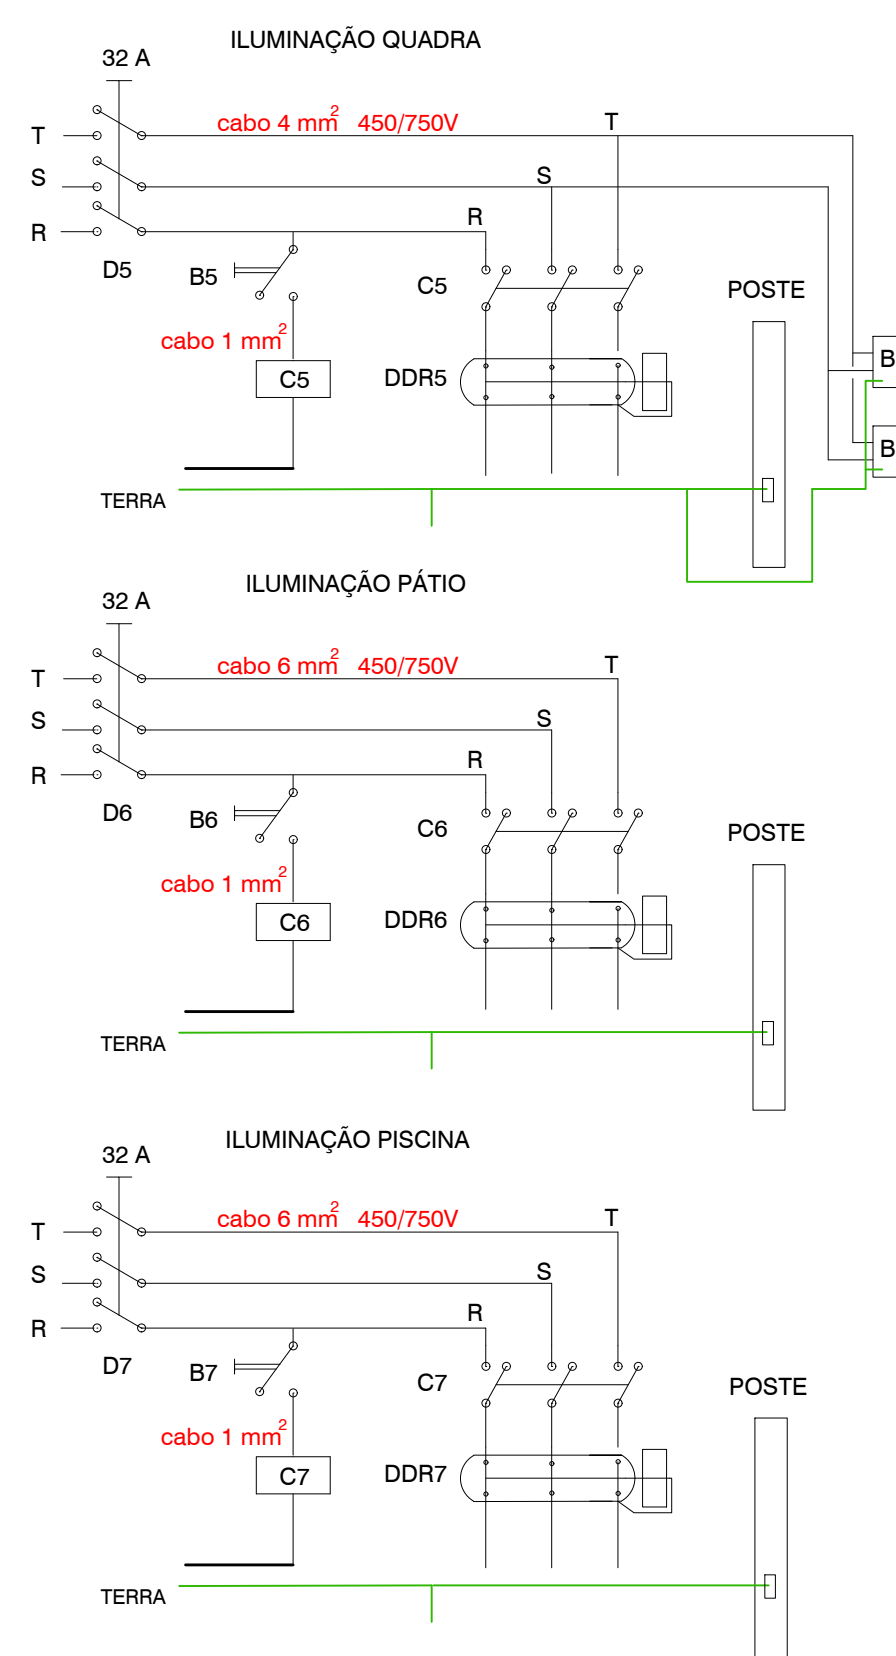 ILUMINAÇÃO QUADRA
32 A
cabo 4 mm² 450/750V
T
T
S
S
R
R
D5
B5
C5
POSTE
cabo 1 mm²
C5
DDR5
B
B
TERRA
ILUMINAÇÃO PÁTIO
32 A
cabo 6 mm² 450/750V
T
T
S
S
R
R
D6
B6
C6
POSTE
cabo 1 mm²
C6
DDR6
TERRA
ILUMINAÇÃO PISCINA
32 A
cabo 6 mm² 450/750V
T
T
S
S
R
R
D7
B7
C7
POSTE
cabo 1 mm²
C7
DDR7
TERRA